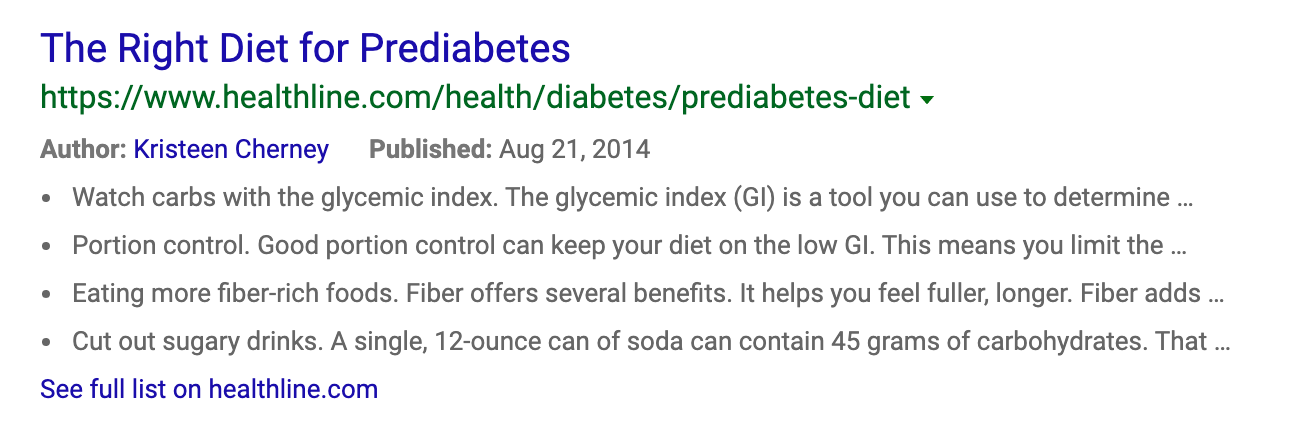 The Right Diet for Prediabetes
https://www.healthline.com/health/diabetes/prediabetes-diet
Author: Kristeen Cherney Published: Aug 21, 2014
• Watch carbs with the glycemic index. The glycemic index (GI) is a tool you can use to determine ...
• Portion control. Good portion control can keep your diet on the low GI. This means you limit the ...
• Eating more fiber-rich foods. Fiber offers several benefits. It helps you feel fuller, longer. Fiber adds ...
• Cut out sugary drinks. A single, 12-ounce can of soda can contain 45 grams of carbohydrates. That ...
See full list on healthline.com